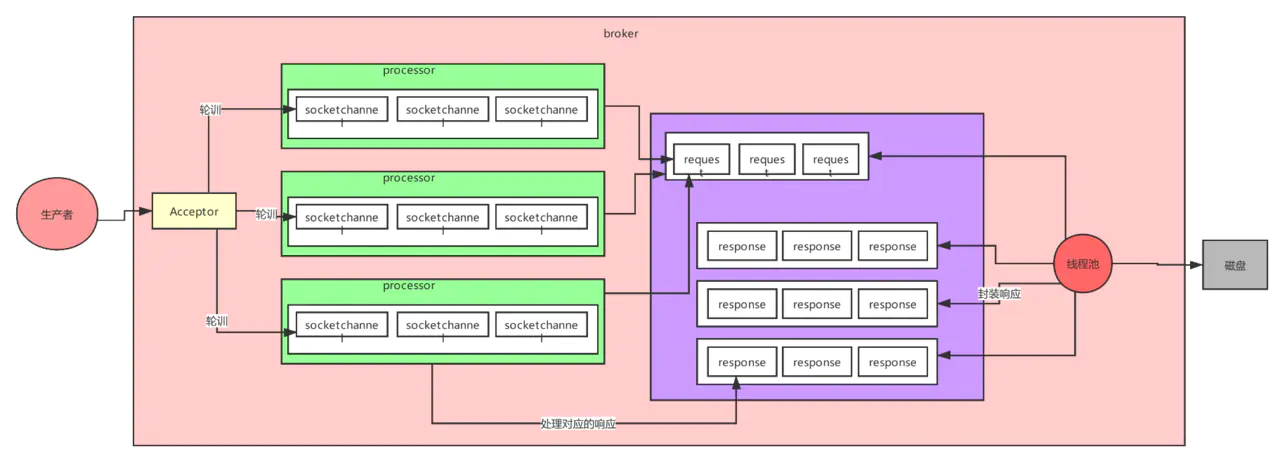 broker
processor
socketchanne
l
socketchanne
l
socketchanne
l
轮训
processor
socketchanne
l
socketchanne
l
socketchanne
l
轮训
processor
socketchanne
l
socketchanne
l
socketchanne
l
轮训
生产者
Acceptor
reques
t
reques
t
reques
t
response
response
response
response
response
response
response
response
response
线程池
封装响应
磁盘
处理对应的响应